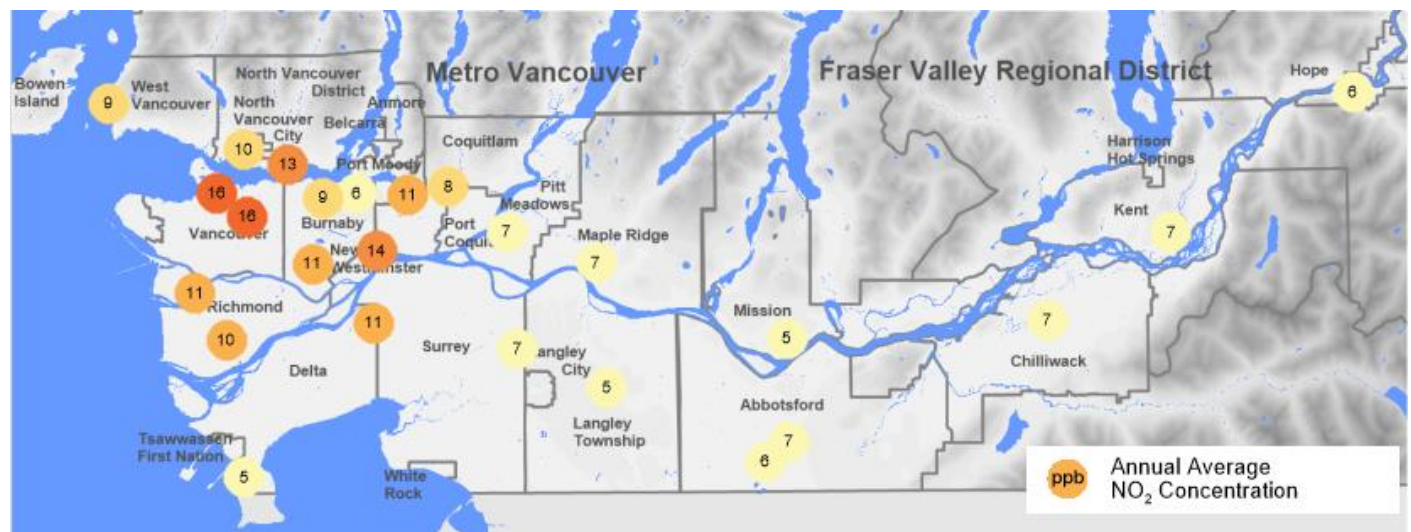 Metro Vancouver
Fraser Valley Regional District
Hope
6
Bowen
Island
9
West
Vancouver
North Vancouver
District
North
Vancouver
City
Anmore
Belcarra
10
13
Port Moody
Coquitlam
Harrison
Hot Springs
16
16
Vancouver
9
6
Burnaby
11
8
Pitt
Meadows
Port
Coquit
7
Kent
7
11
New
Westminster
14
Maple Ridge
7
11
Richmond
10
11
Delta
Surrey
7
Langley
City
5
Langley
Township
Mission
5
7
Chilliwack
Abbotsford
7
6
Tsawwassen
First Nation
5
White
Rock
ppb
Annual Average
NO₂ Concentration